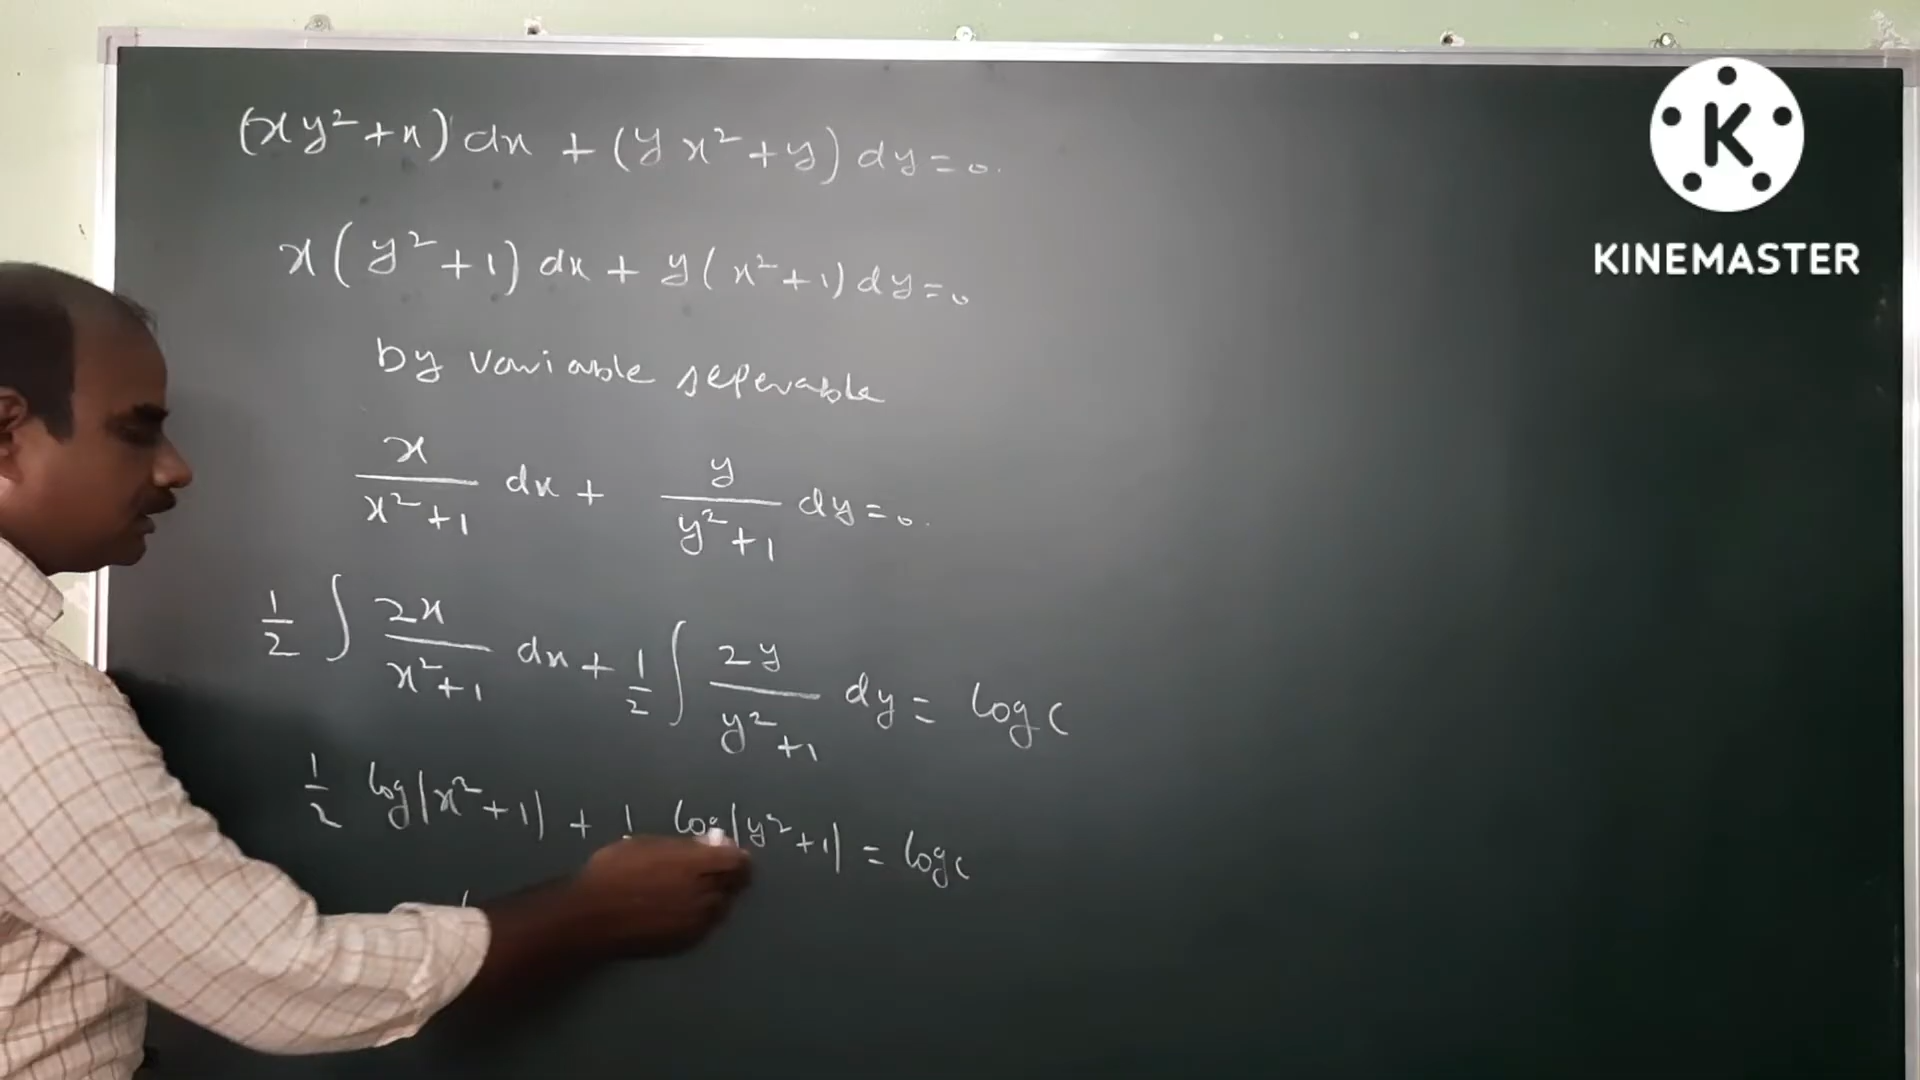 (xy²+x) dx + (y x²+y) dy = 0.
x(y²+1) dx + y(x²+1) dy = 0
by variable seperable
x/(x²+1) dx + y/(y²+1) dy = 0.
1/2 ∫ 2x/(x²+1) dx + 1/2 ∫ 2y/(y²+1) dy = log c
1/2 log|x²+1| + 1 log|y²+1| = log c
K
KINEMASTER